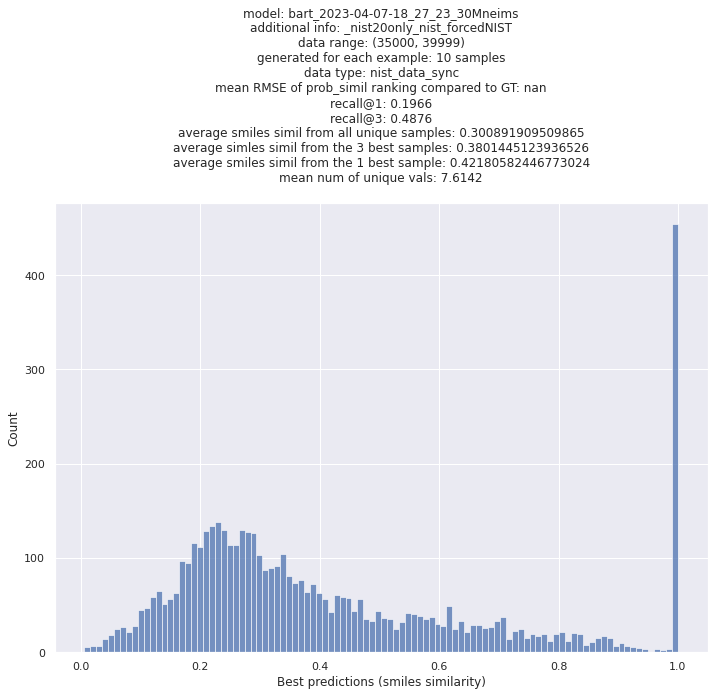 model: bart_2023-04-07-18_27_23_30Mneims
additional info: _nist20only_nist_forcedNIST
data range: (35000, 39999)
generated for each example: 10 samples
data type: nist_data_sync
mean RMSE of prob_simil ranking compared to GT: nan
recall@1: 0.1966
recall@3: 0.4876
average smiles simil from all unique samples: 0.300891909509865
average simles simil from the 3 best samples: 0.3801445123936526
average simles simil from the 1 best sample: 0.42180582446773024
mean num of unique vals: 7.6142
400
300
200
100
0
Count
0.0 0.2 0.4 0.6 0.8 1.0
Best predictions (smiles similarity)